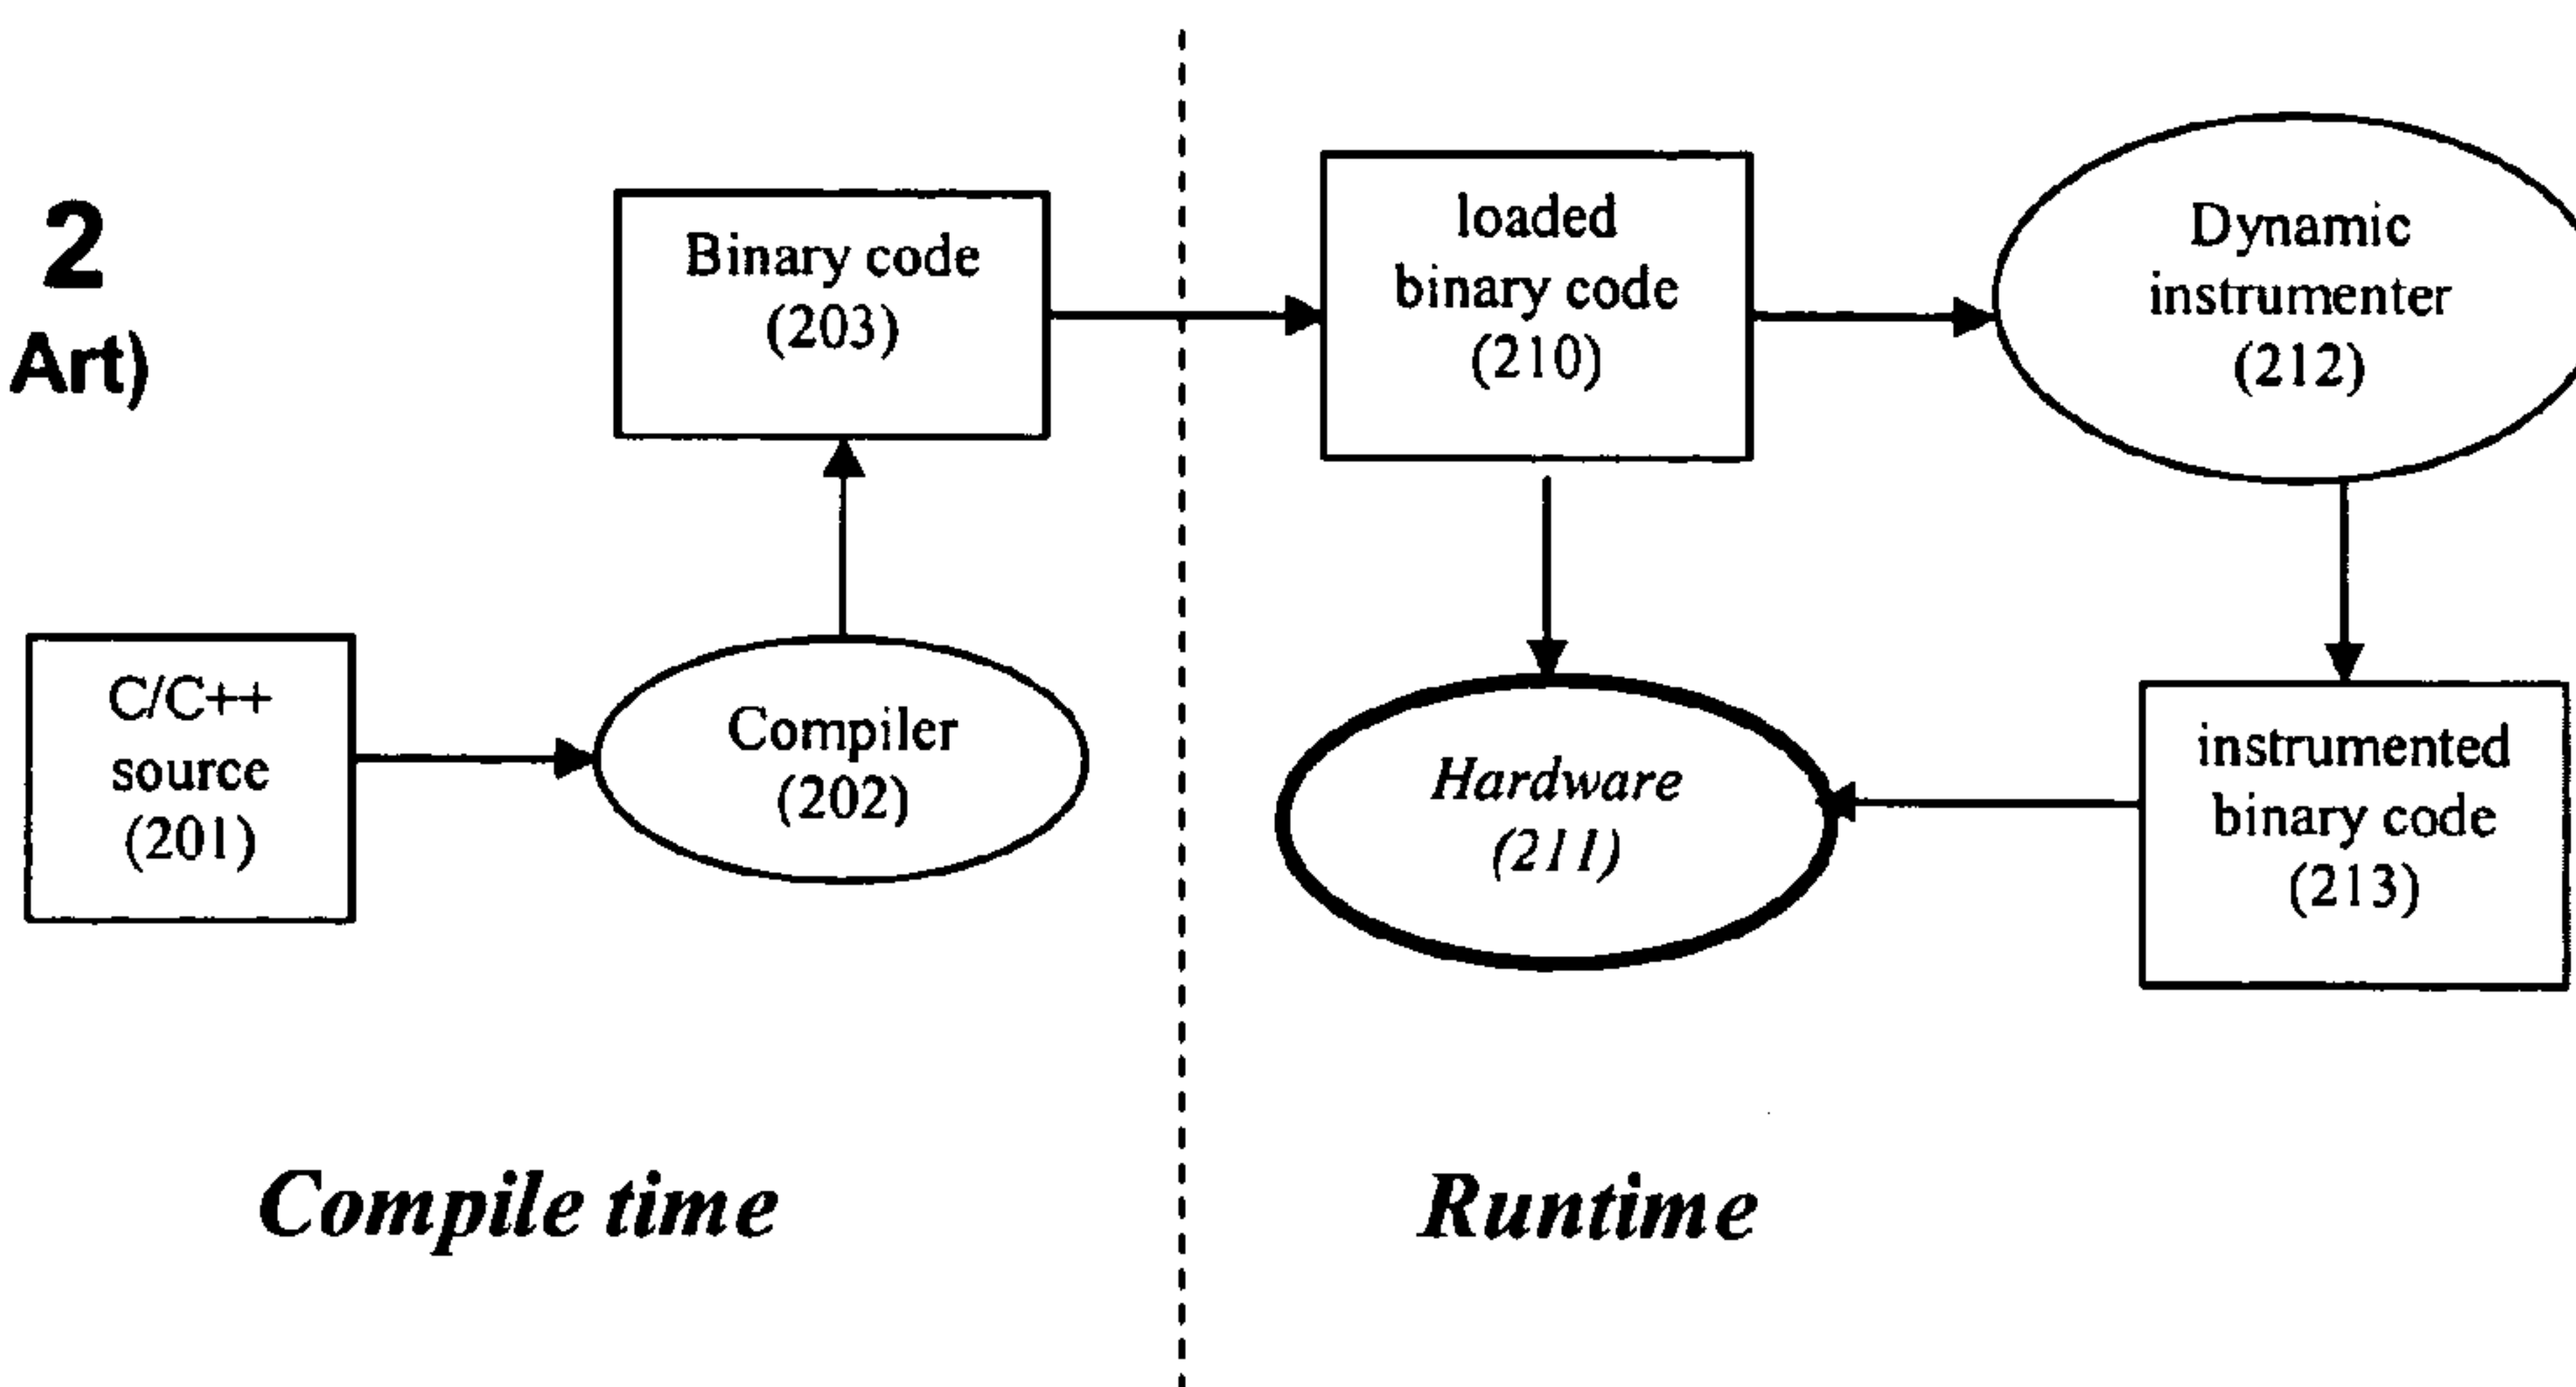 2
Art)
Binary code
(203)
loaded
binary code
(210)
Dynamic
instrumenter
(212)
C/C++
source
(201)
Compiler
(202)
Hardware
(211)
instrumented
binary code
(213)
Compile time
Runtime